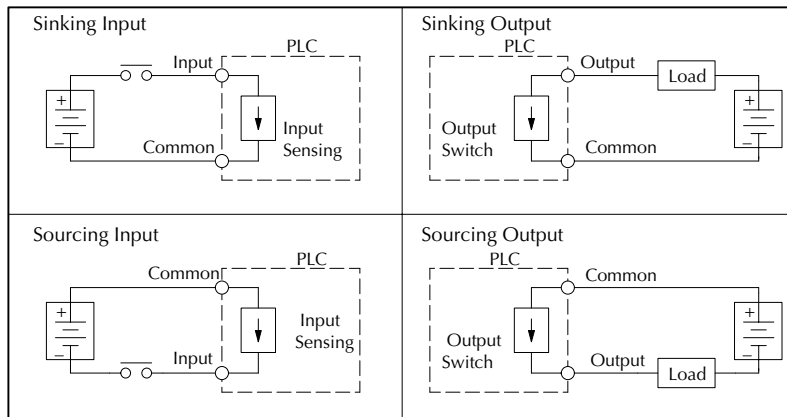 Sinking Input
PLC
Input
+
Input
Sensing
–
Common
Sinking Output
PLC
Output
Load
+
Output
Switch
–
Common
Sourcing Input
PLC
Common
+
Input
Sensing
–
Input
Sourcing Output
PLC
Common
+
Output
Switch
–
Output
Load